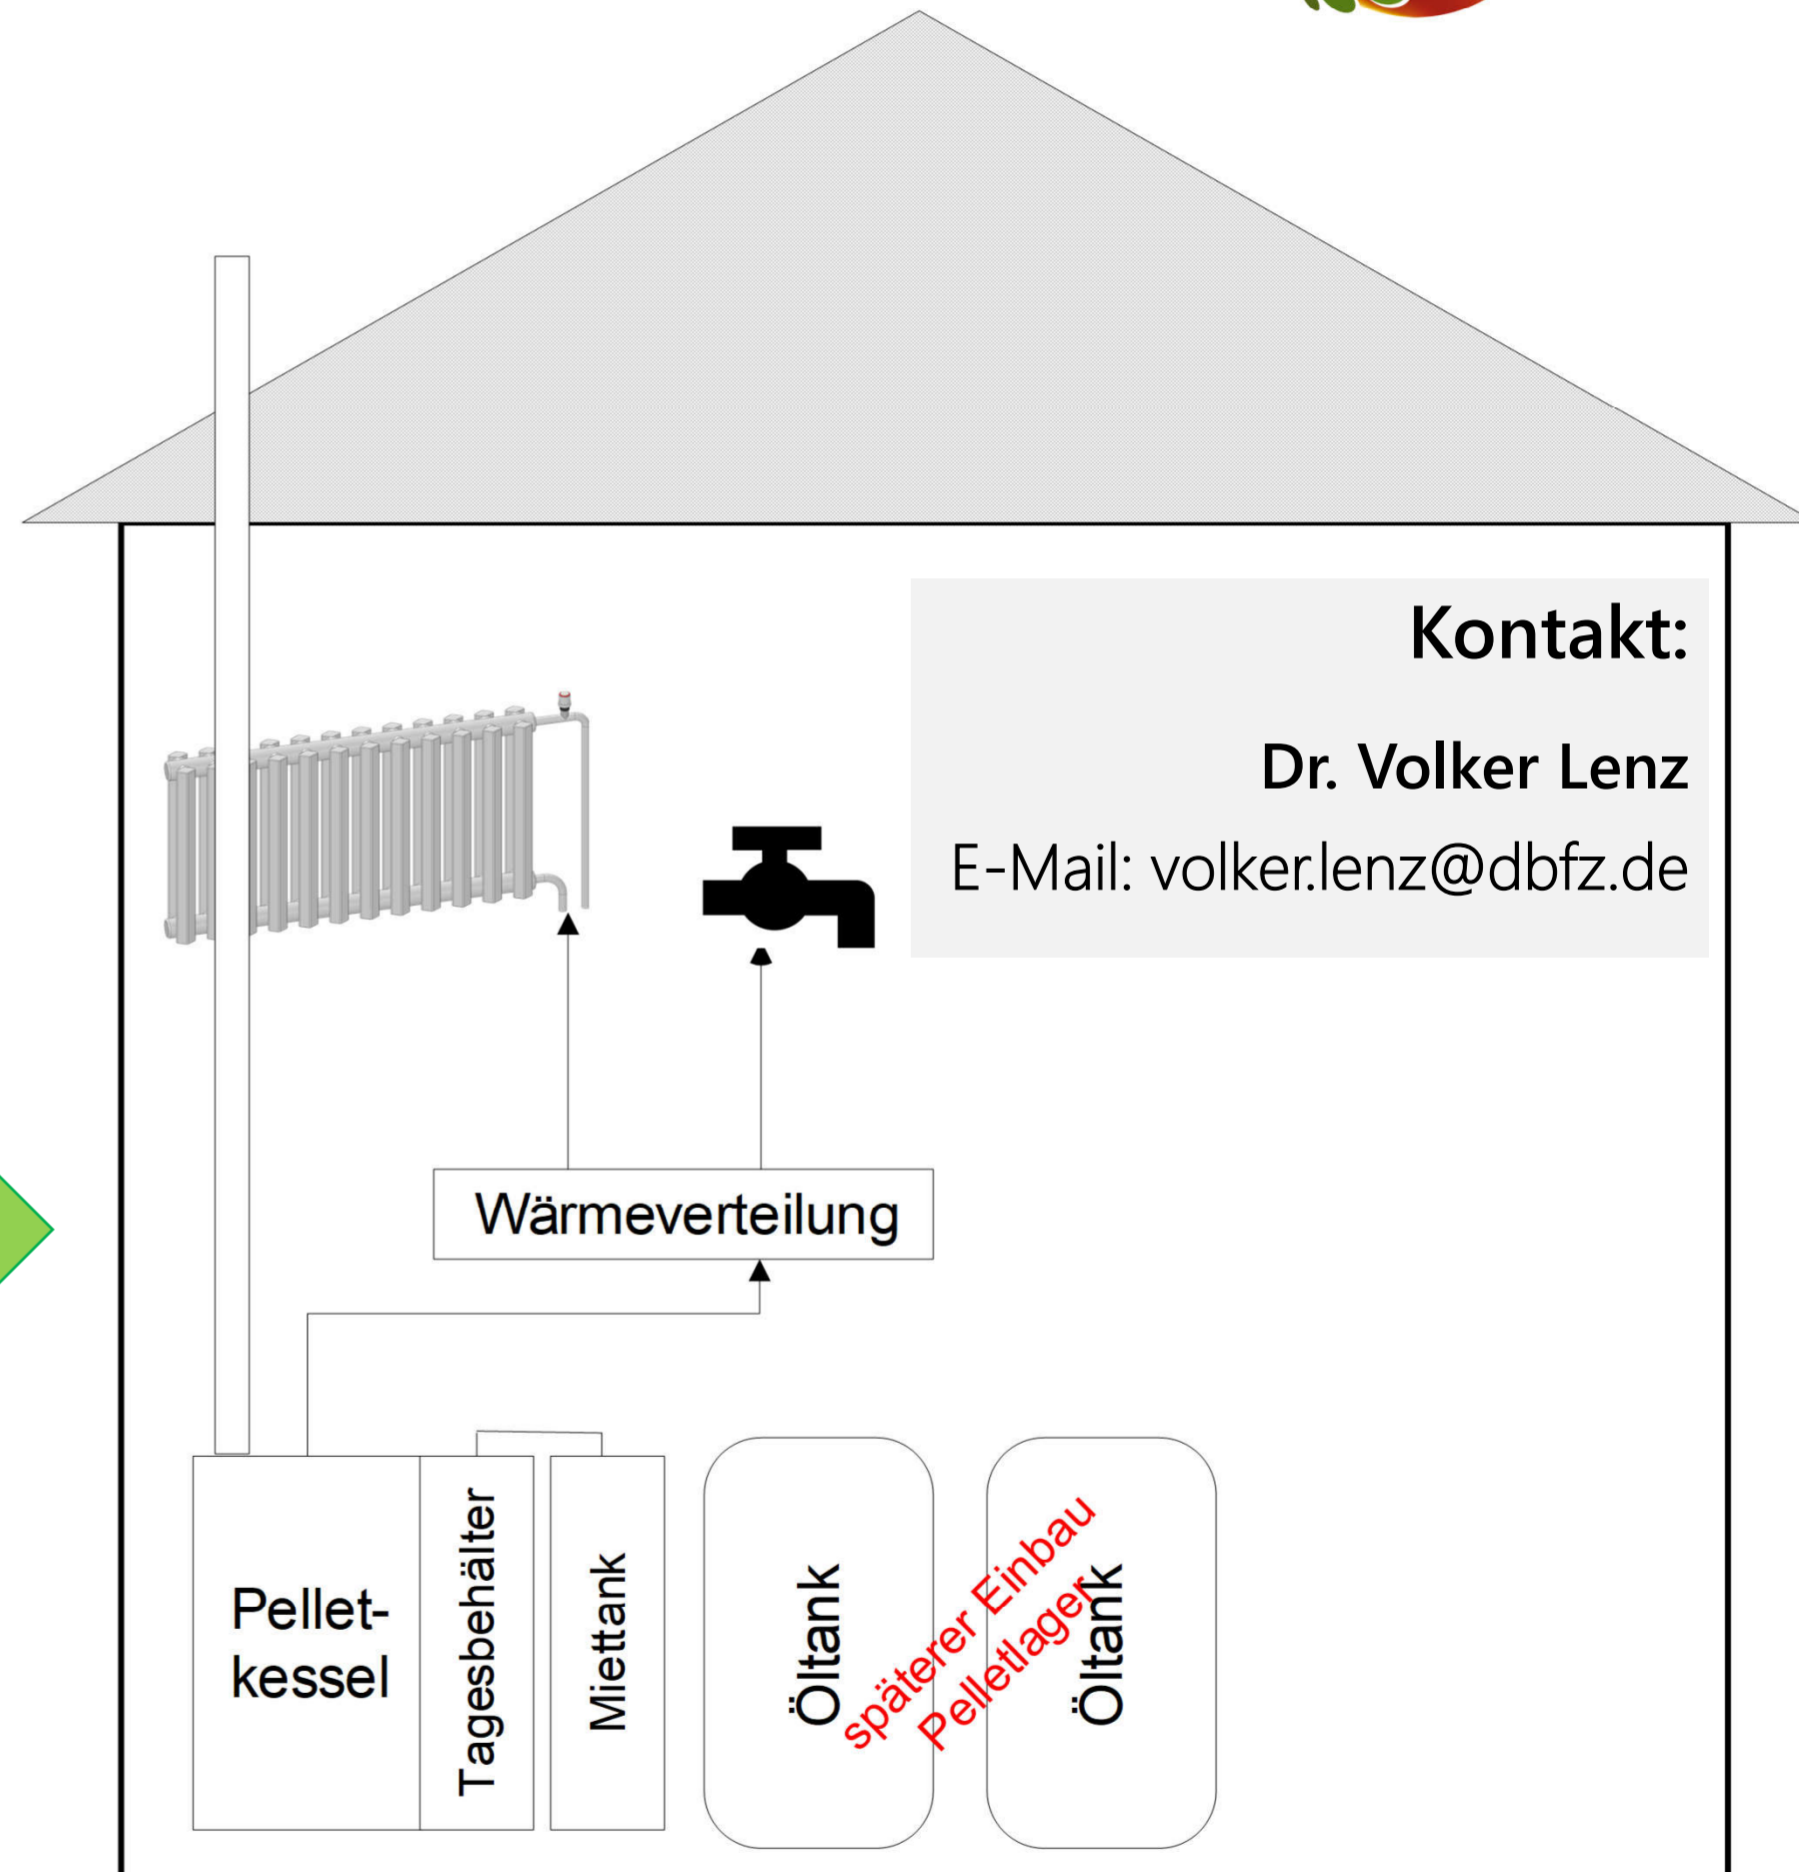 Kontakt:
Dr. Volker Lenz
E-Mail: volker.lenz@dbfz.de
Wärmeverteilung
Pellet-
kessel
Tagesbehälter
Miettank
Öltank
späterer Einbau
Pelletlager
Öltank